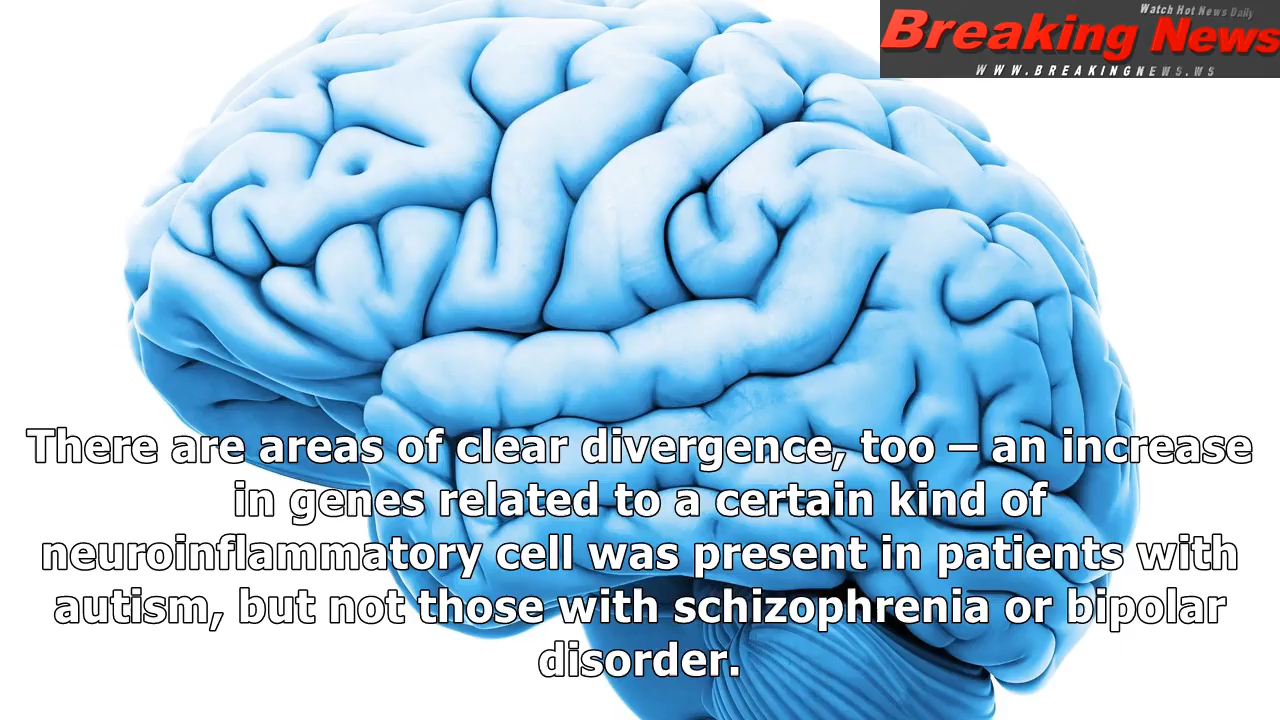 Watch Hot News Daily
Breaking News
WWW.BREAKINGNEWS.WS
There are areas of clear divergence, too – an increase
in genes related to a certain kind of
neuroinflammatory cell was present in patients with
autism, but not those with schizophrenia or bipolar
disorder.